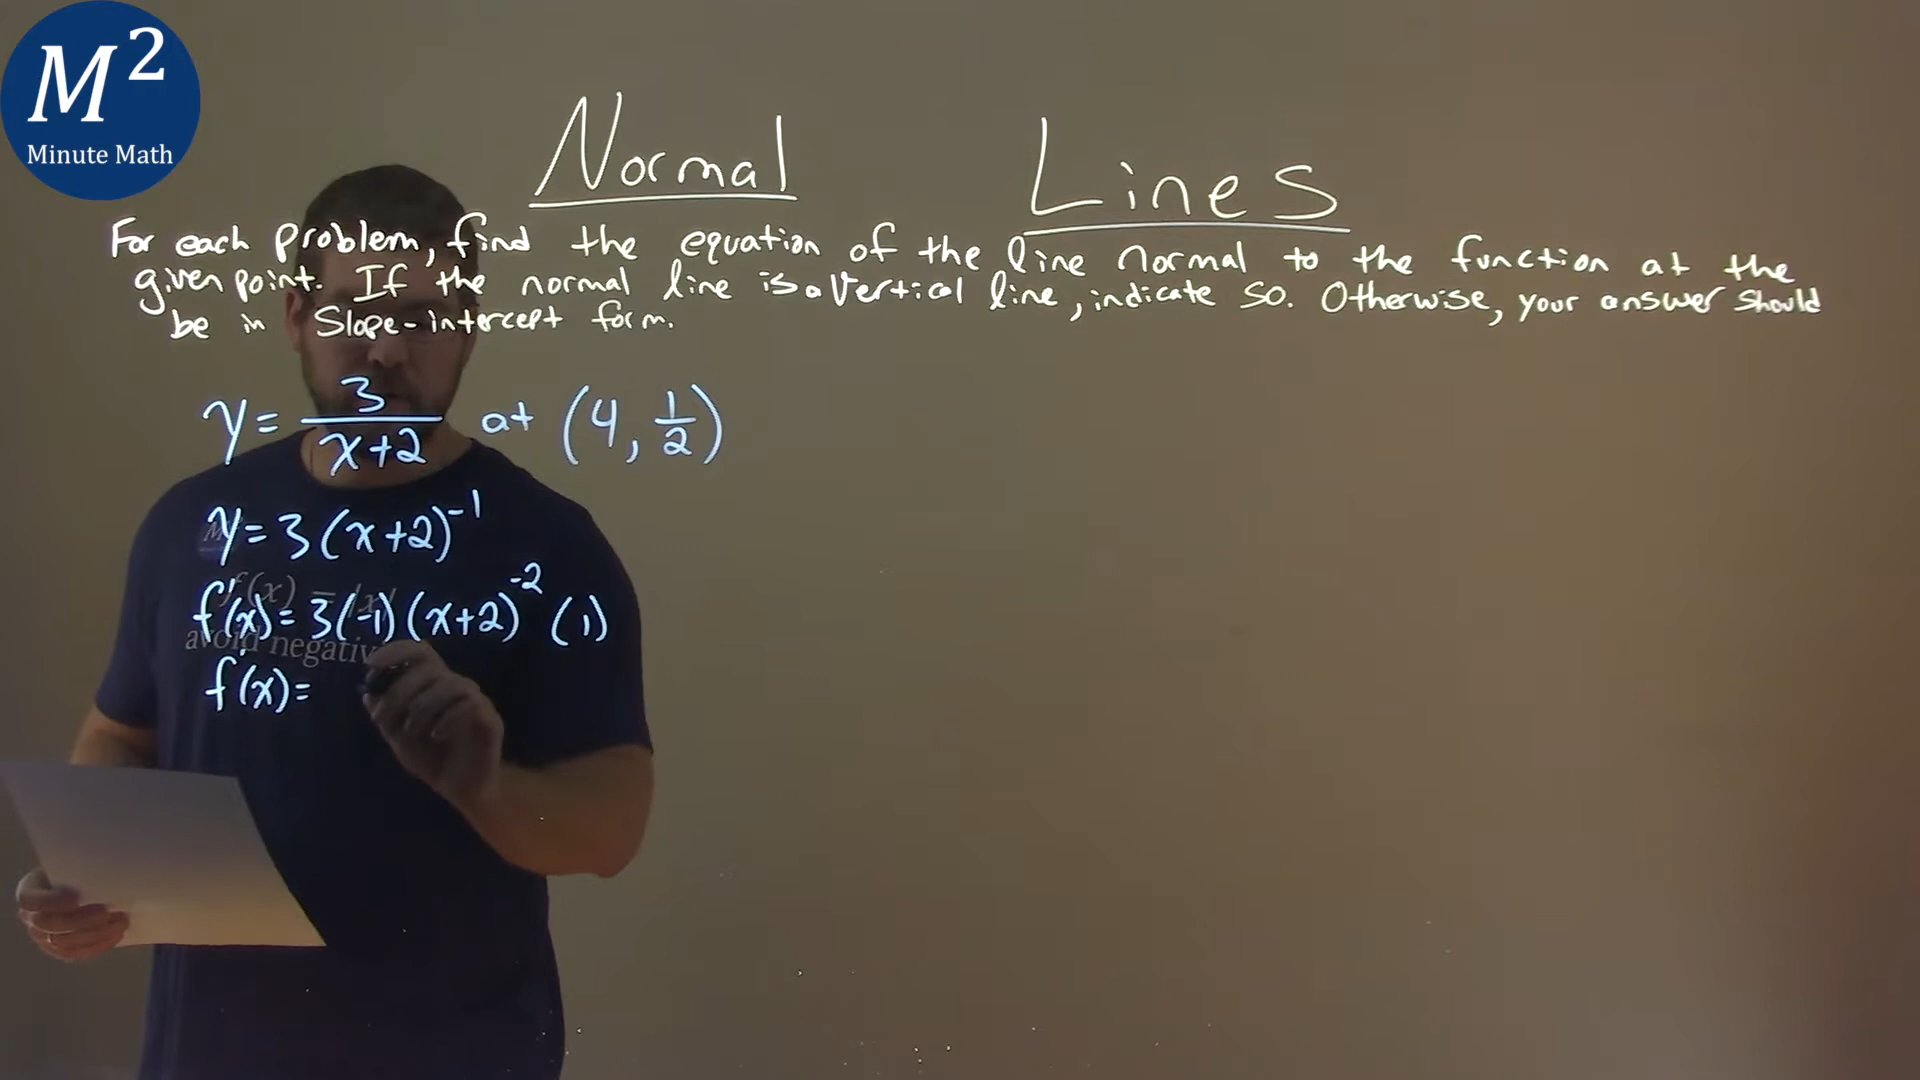 M²
Minute Math
Normal Lines
For each problem, find the equation of the line normal to the function at the
given point. If the normal line is a vertical line, indicate so. Otherwise, your answer should
be in slope-intercept form.
y = 3/(x+2) at (4, 1/2)
y = 3(x+2)⁻¹
f'(x) = 3(-1)(x+2)⁻² (1)
f'(x) =
f(x) = |x|
avoid negativ